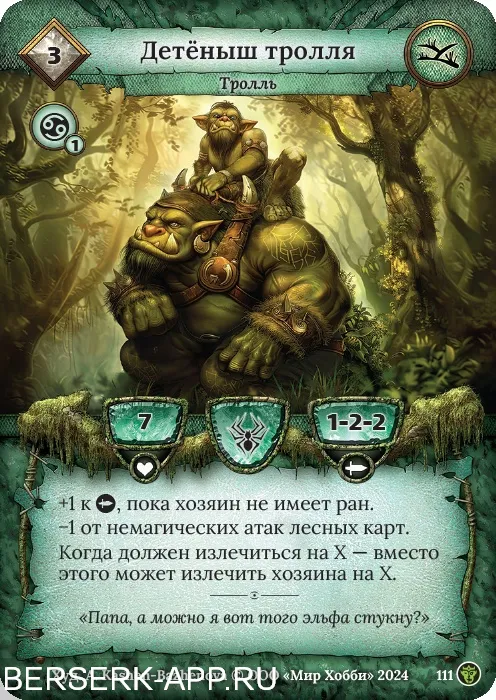 3
Детёныш тролля
Тролль
1
7
1-2-2
+1 к , пока хозяин не имеет ран.
−1 от немагических атак лесных карт.
Когда должен излечиться на X — вместо
этого может излечить хозяина на X.
«Папа, а можно я вот того эльфа стукну?»
© ООО «Мир Хобби» 2024
111
BERSERK-APP.RU